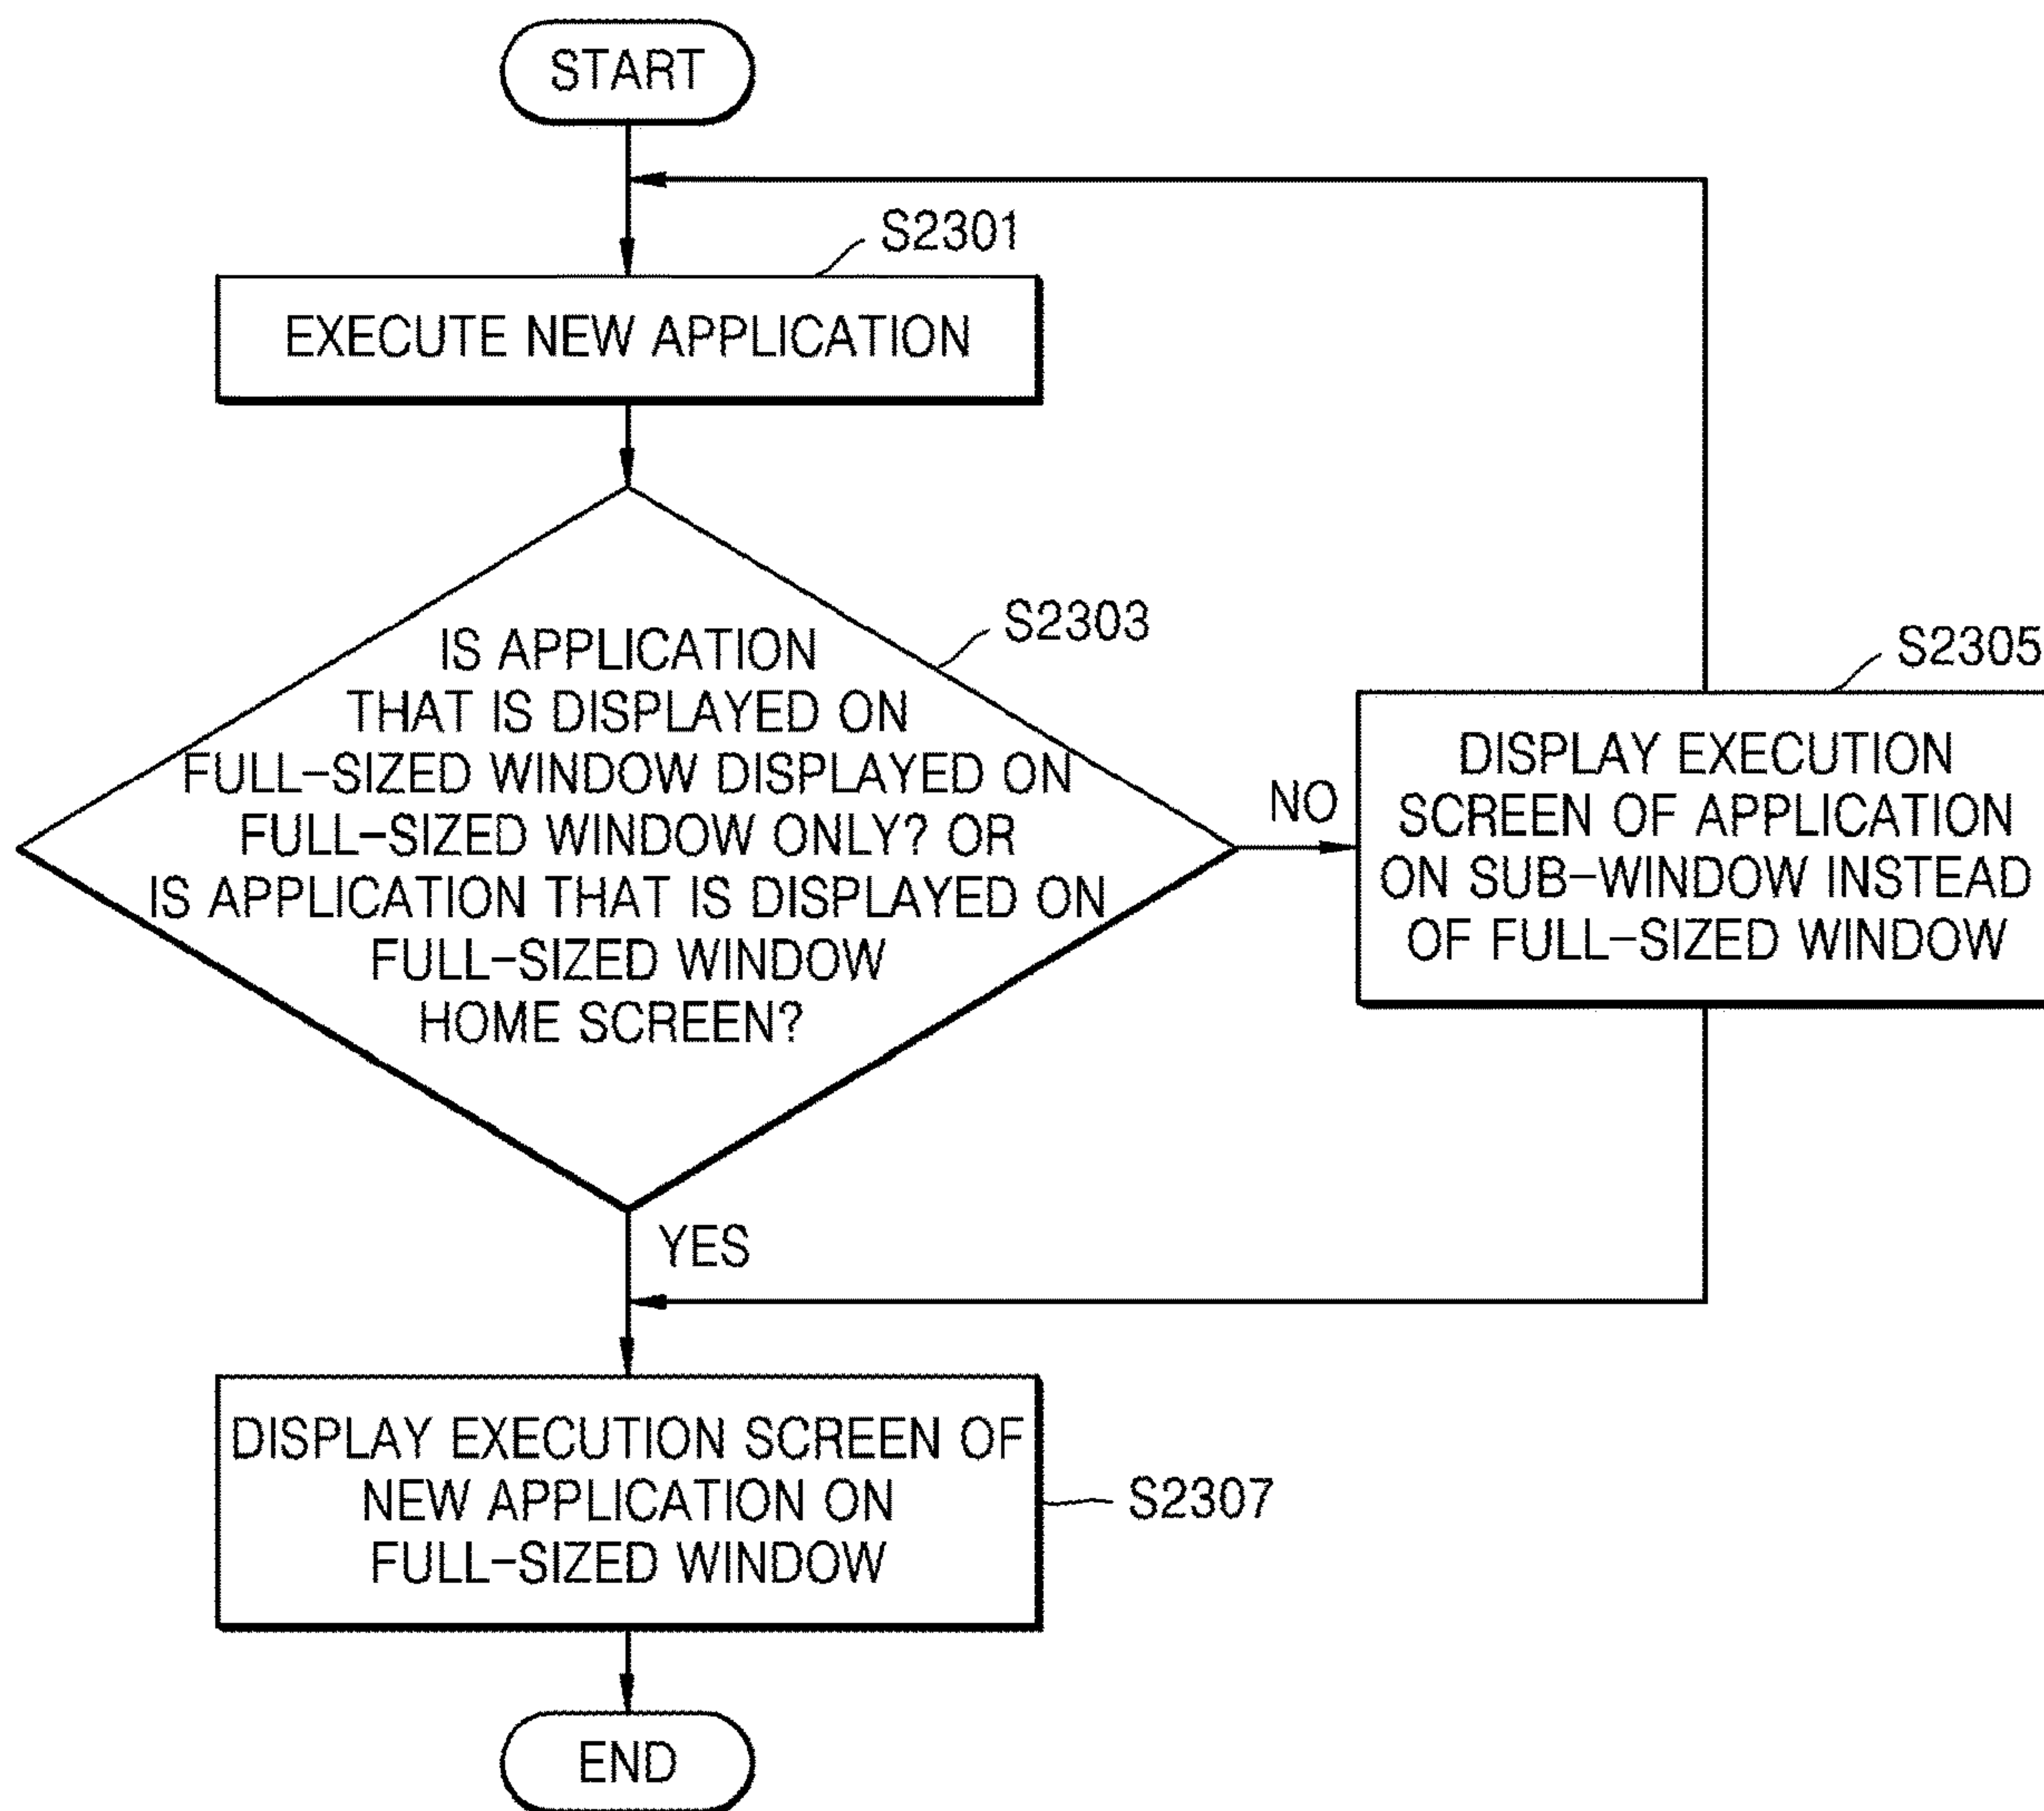 START
S2301
EXECUTE NEW APPLICATION
S2303
IS APPLICATION
THAT IS DISPLAYED ON
FULL-SIZED WINDOW DISPLAYED ON
FULL-SIZED WINDOW ONLY? OR
IS APPLICATION THAT IS DISPLAYED ON
FULL-SIZED WINDOW
HOME SCREEN?
NO
S2305
DISPLAY EXECUTION
SCREEN OF APPLICATION
ON SUB-WINDOW INSTEAD
OF FULL-SIZED WINDOW
YES
DISPLAY EXECUTION SCREEN OF
NEW APPLICATION ON
FULL-SIZED WINDOW
S2307
END